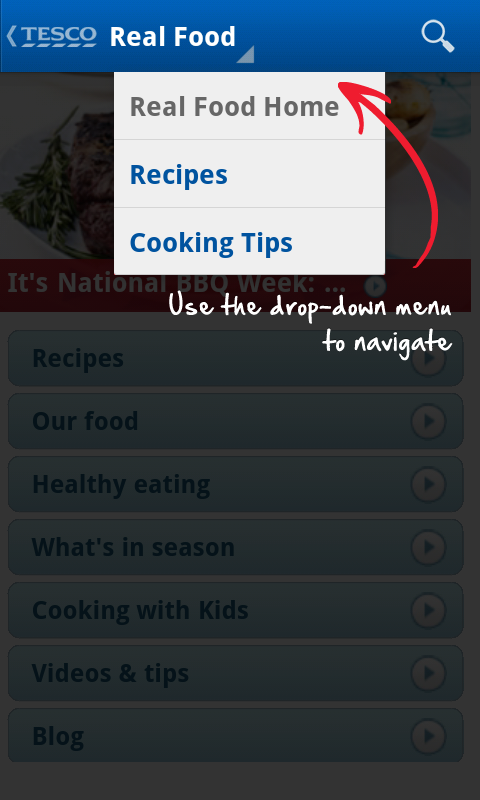 TESCO Real Food
Real Food Home
Recipes
Cooking Tips
It's National BBQ Week: ...
Use the drop-down menu
to navigate
Recipes
Our food
Healthy eating
What's in season
Cooking with Kids
Videos & tips
Blog